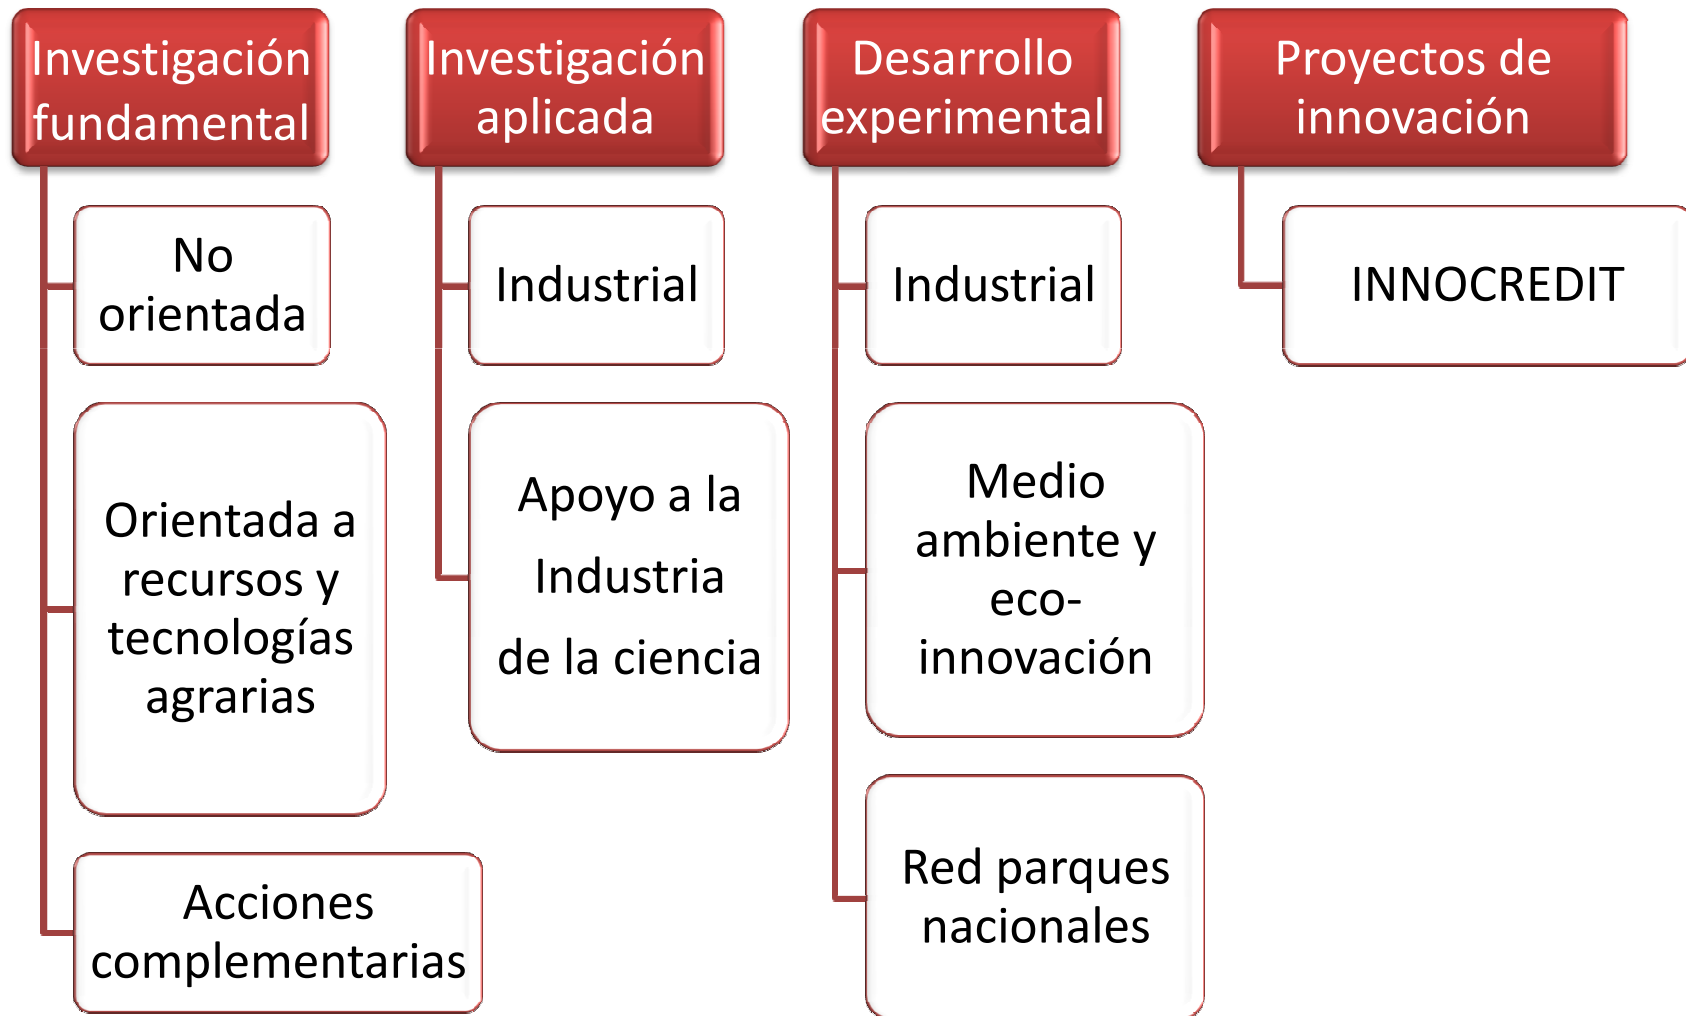 Investigación
fundamental
No
orientada
Orientada a
recursos y
tecnologías
agrarias
Acciones
complementarias
Investigación
aplicada
Industrial
Apoyo a la
Industria
de la ciencia
Desarrollo
experimental
Industrial
Medio
ambiente y
eco-
innovación
Red parques
nacionales
Proyectos de
innovación
INNOCREDIT